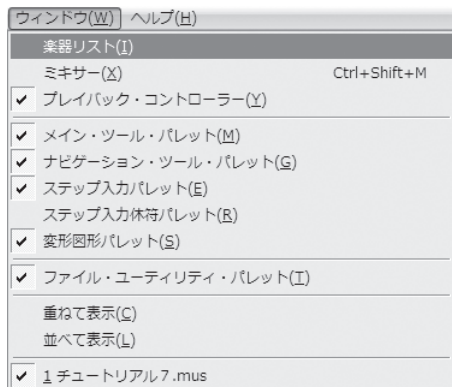 ウィンドウ(W) ヘルプ(H)
楽器リスト(I)
ミキサー(X) Ctrl+Shift+M
プレイバック・コントローラー(Y)
メイン・ツール・パレット(M)
ナビゲーション・ツール・パレット(G)
ステップ入力パレット(E)
ステップ入力休符パレット(R)
変形図形パレット(S)
ファイル・ユーティリティ・パレット(T)
重ねて表示(C)
並べて表示(L)
1 チュートリアル７.mus